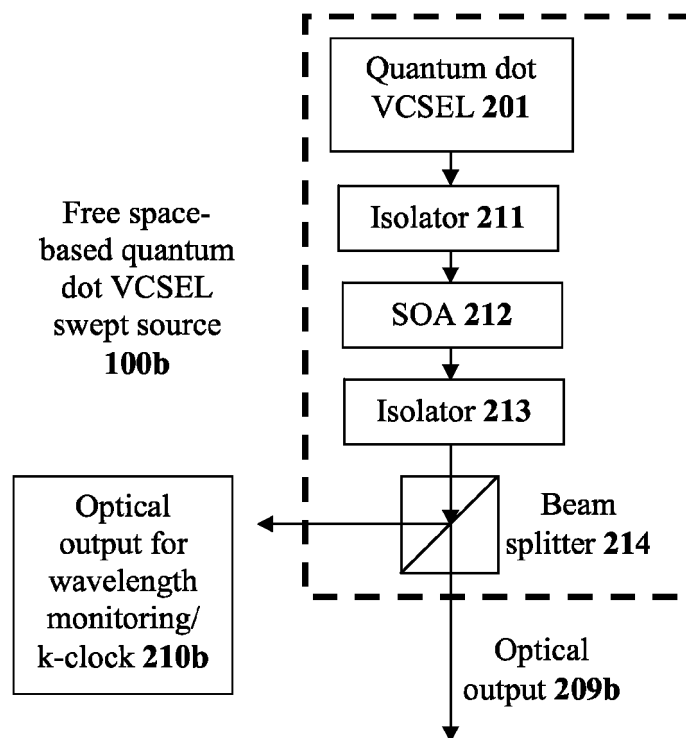 Quantum dot
VCSEL 201
Isolator 211
SOA 212
Isolator 213
Free space-
based quantum
dot VCSEL
swept source
100b
Optical
output for
wavelength
monitoring/
k-clock 210b
Beam
splitter 214
Optical
output 209b